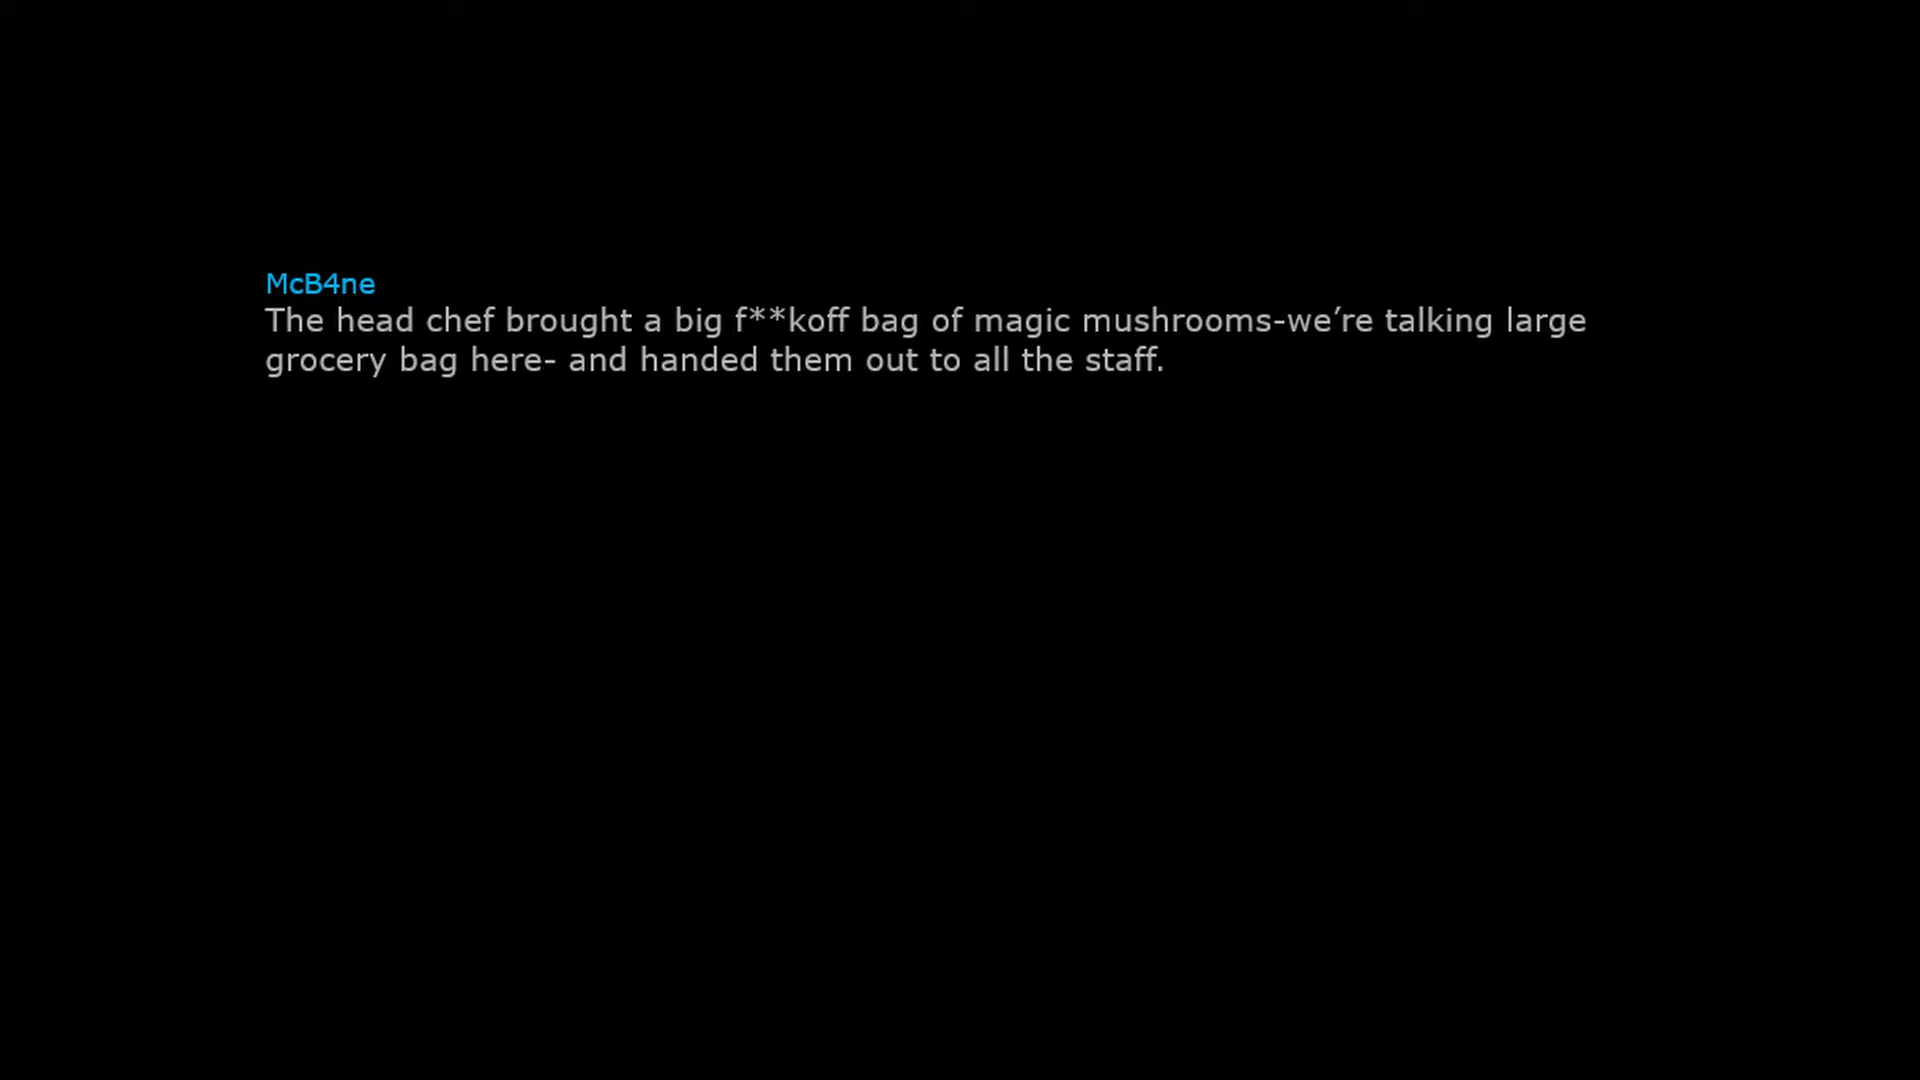 McB4ne
The head chef brought a big f**koff bag of magic mushrooms-we’re talking large
grocery bag here- and handed them out to all the staff.